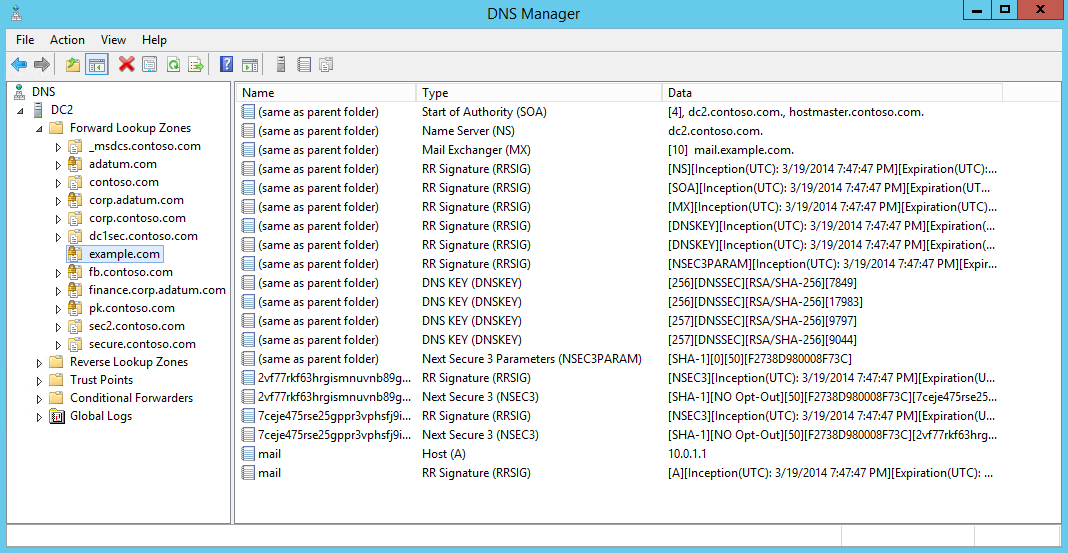 DNS Manager
File Action View Help
DNS
DC2
Forward Lookup Zones
_msdcs.contoso.com
adatum.com
contoso.com
corp.adatum.com
corp.contoso.com
dc1sec.contoso.com
example.com
fb.contoso.com
finance.corp.adatum.com
pk.contoso.com
sec2.contoso.com
secure.contoso.com
Reverse Lookup Zones
Trust Points
Conditional Forwarders
Global Logs
Name Type Data
(same as parent folder) Start of Authority (SOA) [4], dc2.contoso.com., hostmaster.contoso.com.
(same as parent folder) Name Server (NS) dc2.contoso.com.
(same as parent folder) Mail Exchanger (MX) [10] mail.example.com.
(same as parent folder) RR Signature (RRSIG) [NS][Inception(UTC): 3/19/2014 7:47:47 PM][Expiration(UTC):...
(same as parent folder) RR Signature (RRSIG) [SOA][Inception(UTC): 3/19/2014 7:47:47 PM][Expiration(UT...
(same as parent folder) RR Signature (RRSIG) [MX][Inception(UTC): 3/19/2014 7:47:47 PM][Expiration(UTC)...
(same as parent folder) RR Signature (RRSIG) [DNSKEY][Inception(UTC): 3/19/2014 7:47:47 PM][Expiration(...
(same as parent folder) RR Signature (RRSIG) [DNSKEY][Inception(UTC): 3/19/2014 7:47:47 PM][Expiration(...
(same as parent folder) RR Signature (RRSIG) [NSEC3PARAM][Inception(UTC): 3/19/2014 7:47:47 PM][Expir...
(same as parent folder) DNS KEY (DNSKEY) [256][DNSSEC][RSA/SHA-256][7849]
(same as parent folder) DNS KEY (DNSKEY) [256][DNSSEC][RSA/SHA-256][17983]
(same as parent folder) DNS KEY (DNSKEY) [257][DNSSEC][RSA/SHA-256][9797]
(same as parent folder) DNS KEY (DNSKEY) [257][DNSSEC][RSA/SHA-256][9044]
(same as parent folder) Next Secure 3 Parameters (NSEC3PARAM) [SHA-1][0][50][F2738D980008F73C]
2vf77rkf63hrgismnuvnb89g... RR Signature (RRSIG) [NSEC3][Inception(UTC): 3/19/2014 7:47:47 PM][Expiration(U...
2vf77rkf63hrgismnuvnb89g... Next Secure 3 (NSEC3) [SHA-1][NO Opt-Out][50][F2738D980008F73C][7ceje475rse25...
7ceje475rse25gppr3vphsfj9i... RR Signature (RRSIG) [NSEC3][Inception(UTC): 3/19/2014 7:47:47 PM][Expiration(U...
7ceje475rse25gppr3vphsfj9i... Next Secure 3 (NSEC3) [SHA-1][NO Opt-Out][50][F2738D980008F73C][2vf77rkf63hrg...
mail Host (A) 10.0.1.1
mail RR Signature (RRSIG) [A][Inception(UTC): 3/19/2014 7:47:47 PM][Expiration(UTC): ...